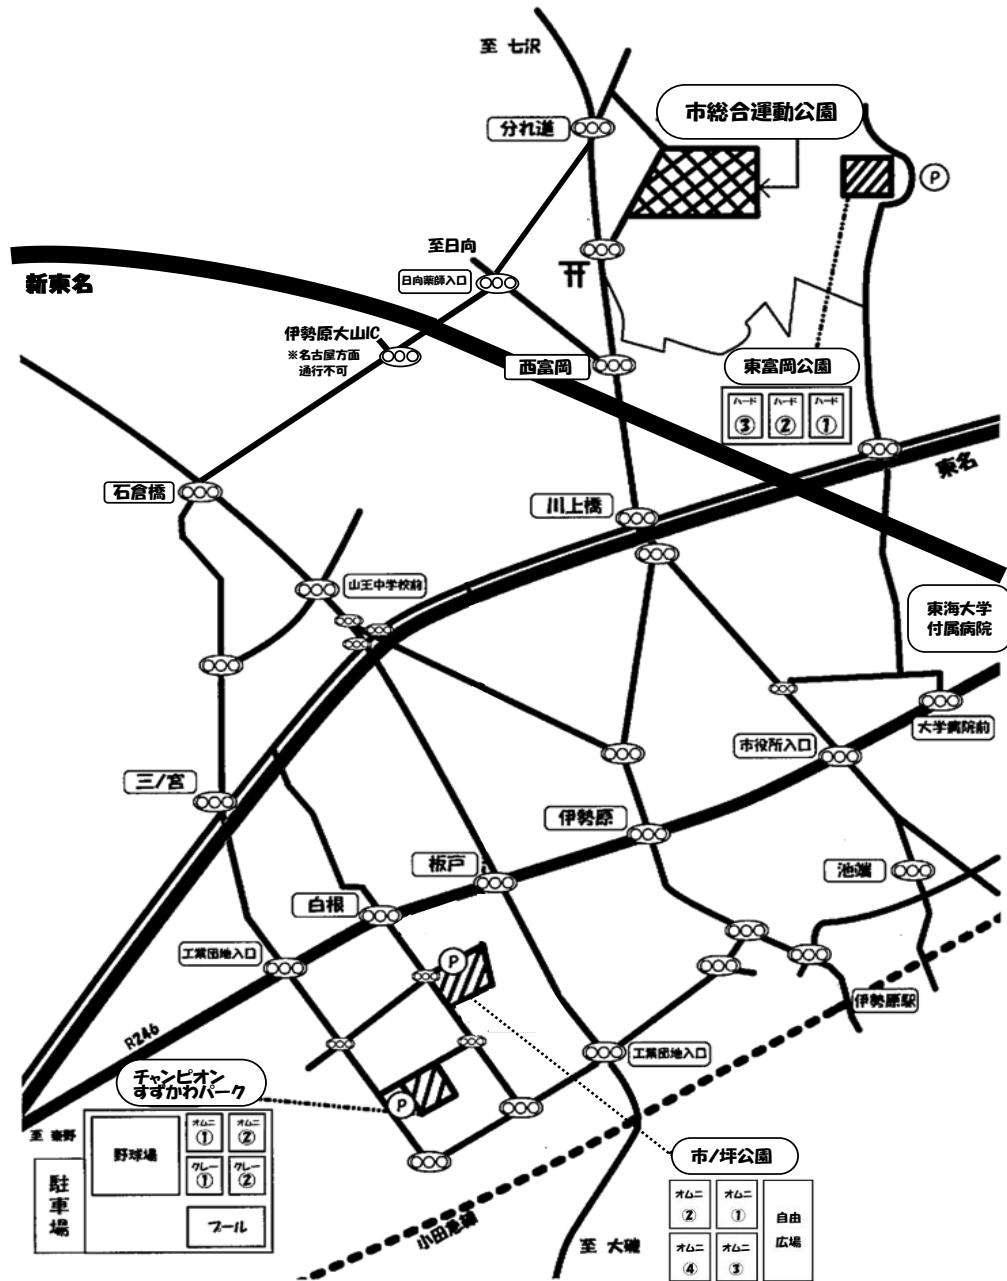 至 七沢
市総合運動公園
分れ道
P
至日向
日向薬師入口
新東名
伊勢原大山IC
※名古屋方面
通行不可
西富岡
東富岡公園
ハード
③
ハード
②
ハード
①
東名
石倉橋
川上橋
山王中学校前
東海大学
付属病院
大学病院前
市役所入口
三ノ宮
伊勢原
板戸
池端
白根
工業団地入口
P
伊勢原駅
R246
工業団地入口
チャンピオン
すずかわパーク
P
至 秦野
野球場
オムニ
①
オムニ
②
クレー
①
クレー
②
プール
駐車場
小田急線
至 大磯
市ノ坪公園
オムニ
②
オムニ
①
オムニ
④
オムニ
③
自由
広場